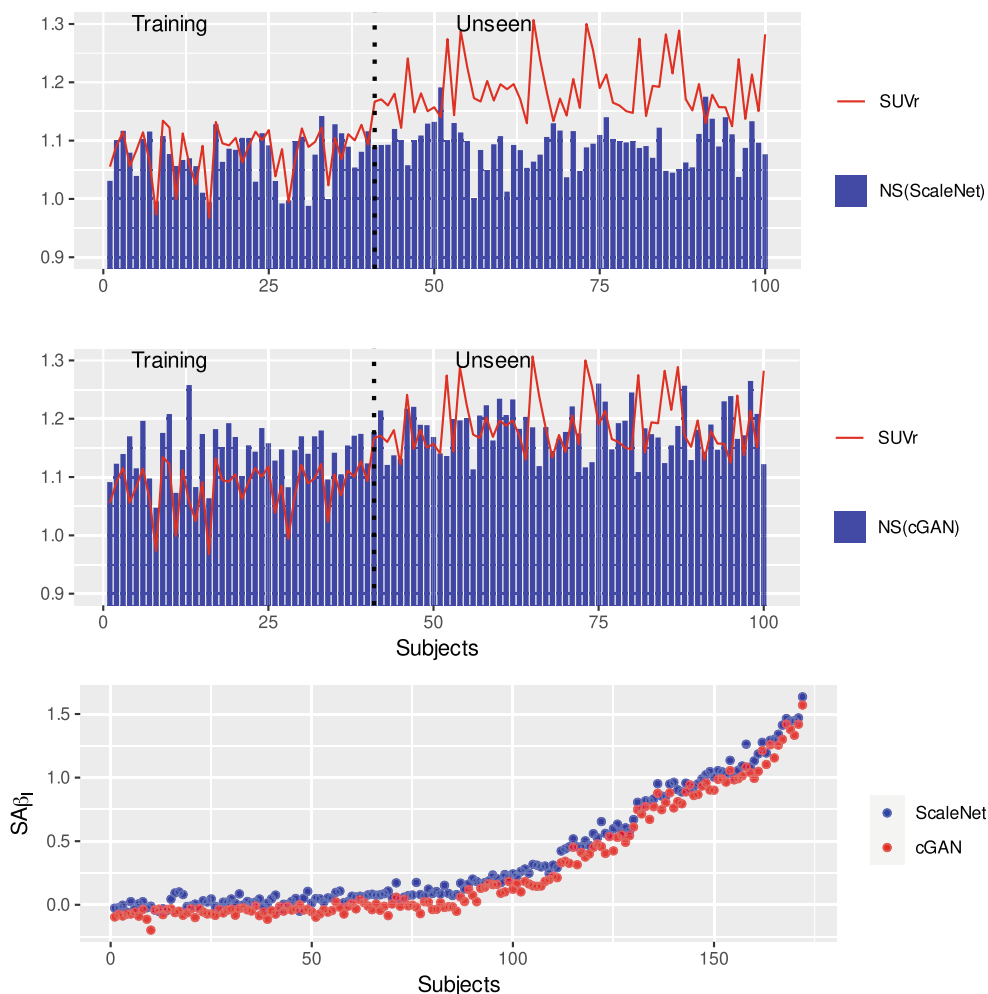 Training
Unseen
1.3
1.2
1.1
1.0
0.9
0
25
50
75
100
SUVr
NS(ScaleNet)
Training
Unseen
1.3
1.2
1.1
1.0
0.9
0
25
50
75
100
Subjects
SUVr
NS(cGAN)
SAβI
1.5
1.0
0.5
0.0
0
50
100
150
Subjects
ScaleNet
cGAN